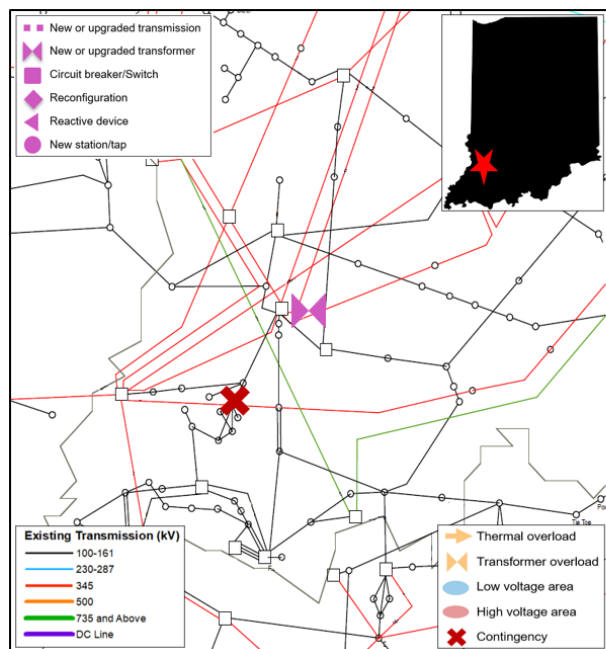 New or upgraded transmission
New or upgraded transformer
Circuit breaker/Switch
Reconfiguration
Reactive device
New station/tap
Tie Toe
Existing Transmission (kV)
100-161
230-287
345
500
735 and Above
DC Line
Thermal overload
Transformer overload
Low voltage area
High voltage area
Contingency